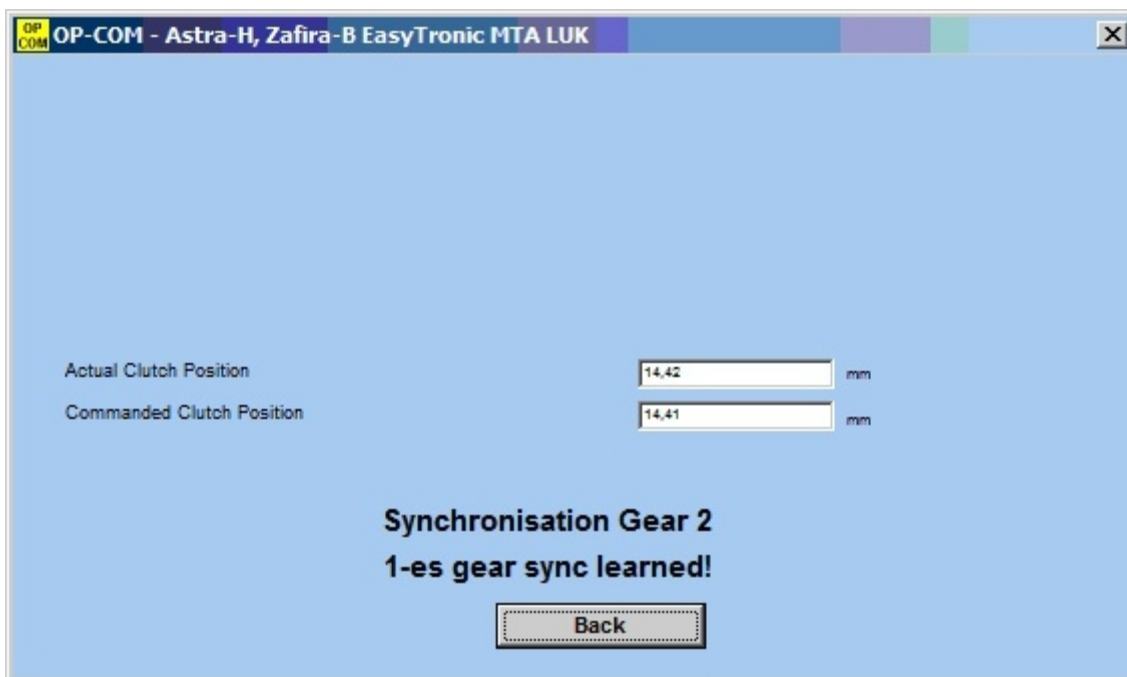 OP COM OP-COM - Astra-H, Zafira-B EasyTronic MTA LUK
Actual Clutch Position 14,42 mm
Commanded Clutch Position 14,41 mm
Synchronisation Gear 2
1-es gear sync learned!
Back